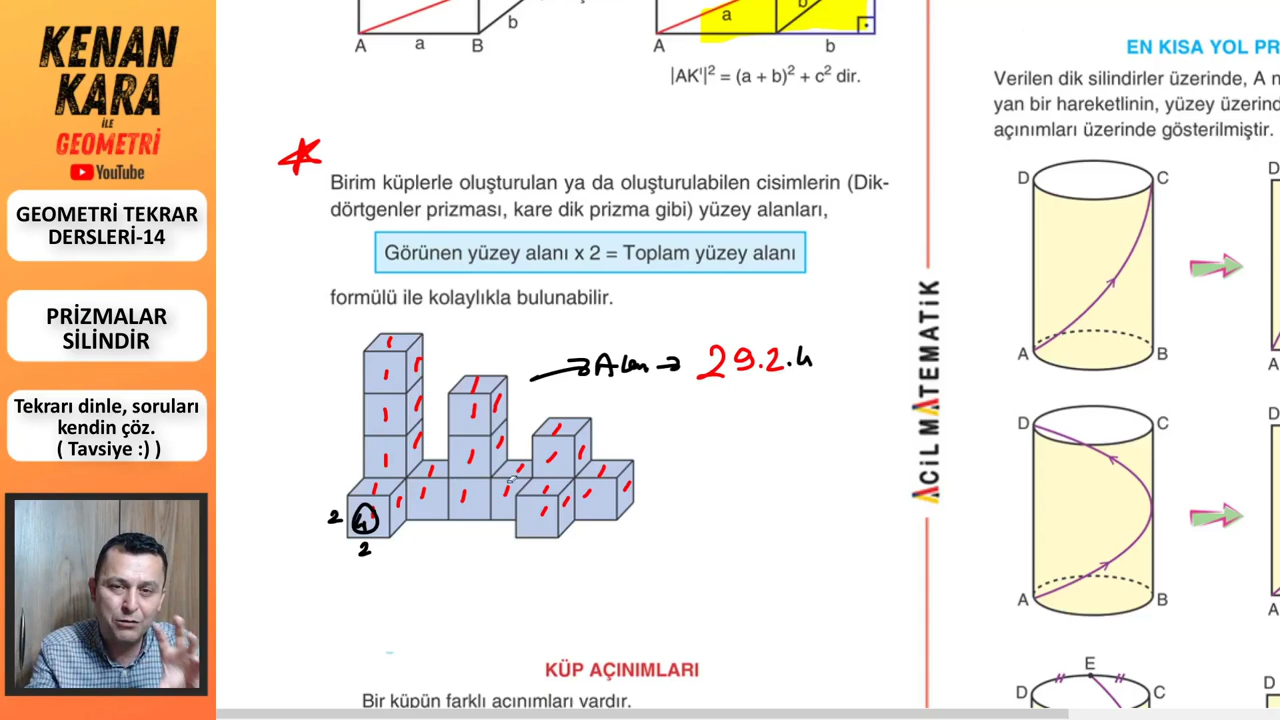 KENAN
KARA
İLE
GEOMETRİ
YouTube
GEOMETRİ TEKRAR
DERSLERİ-14
PRİZMALAR
SİLİNDİR
Tekrarı dinle, soruları
kendin çöz.
( Tavsiye :) )
A
a
B
b
A
a
b
b
|AK'|² = (a + b)² + c² dir.
Birim küplerle oluşturulan ya da oluşturulabilen cisimlerin (Dik-
dörtgenler prizması, kare dik prizma gibi) yüzey alanları,
Görünen yüzey alanı x 2 = Toplam yüzey alanı
formülü ile kolaylıkla bulunabilir.
Alan → 29.2.4
2
4
2
KÜP AÇINIMLARI
Bir küpün farklı açınımları vardır.
ACİL MATEMATİK
EN KISA YOL PR
Verilen dik silindirler üzerinde, A n
yan bir hareketlinin, yüzey üzerind
açınımları üzerinde gösterilmiştir.
D
C
D
A
B
A
D
C
D
A
B
A
E
D
C
D